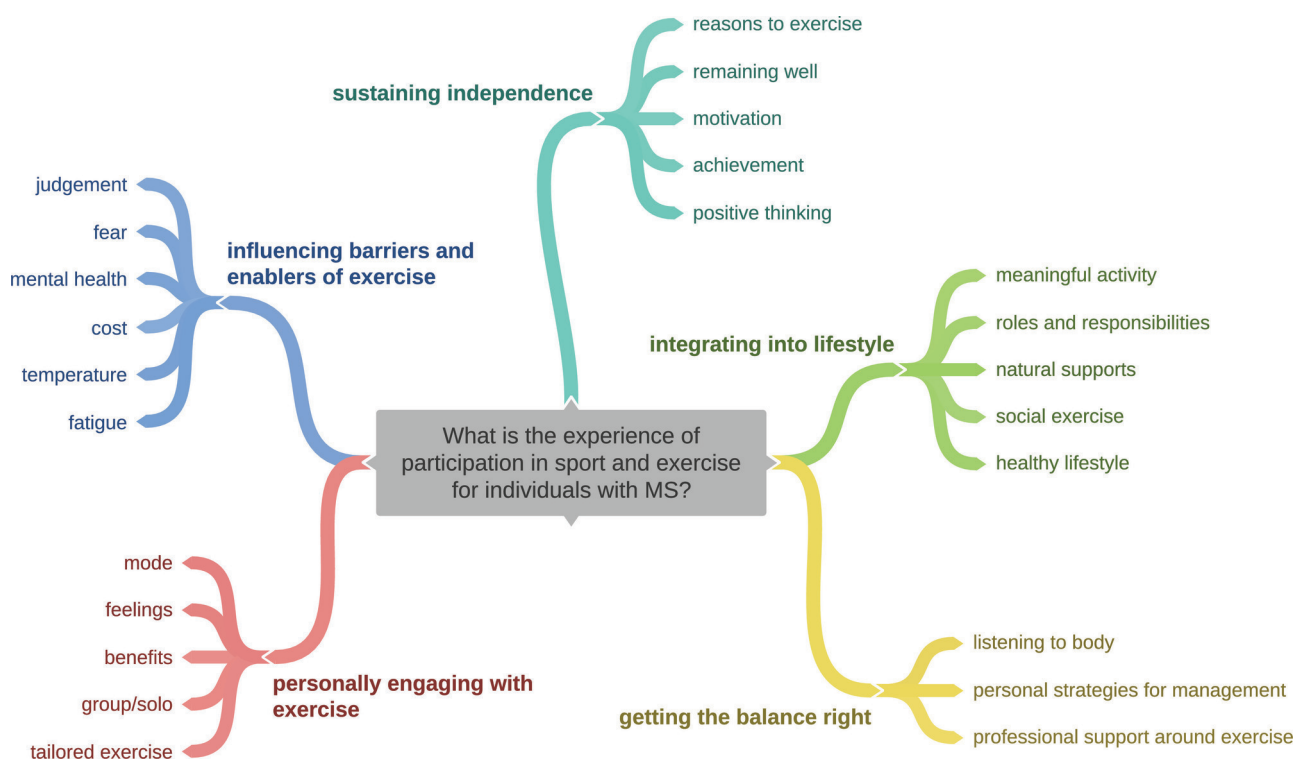 reasons to exercise
remaining well
sustaining independence
motivation
achievement
positive thinking
judgement
fear
mental health
cost
temperature
fatigue
influencing barriers and
enablers of exercise
meaningful activity
roles and responsibilities
integrating into lifestyle
natural supports
social exercise
healthy lifestyle
What is the experience of
participation in sport and exercise
for individuals with MS?
mode
feelings
benefits
group/solo
tailored exercise
personally engaging with
exercise
listening to body
personal strategies for management
getting the balance right
professional support around exercise